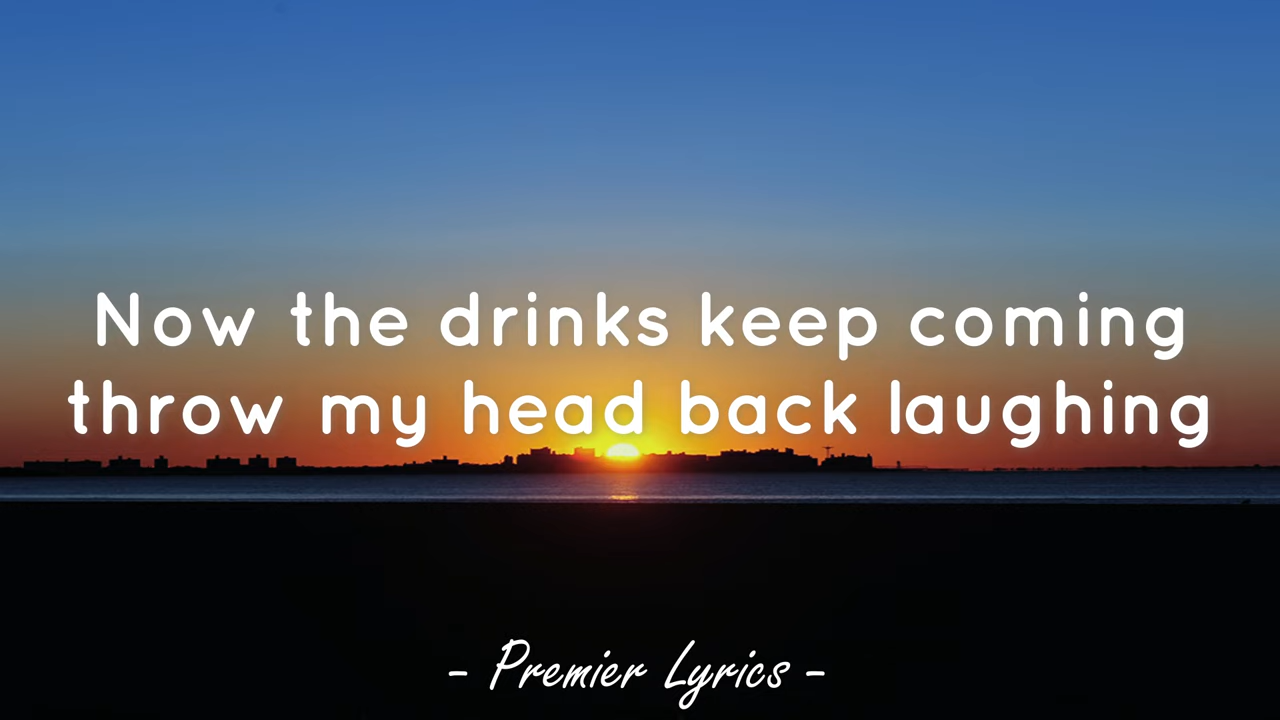 Now the drinks keep coming
throw my head back laughing
- Premier Lyrics -